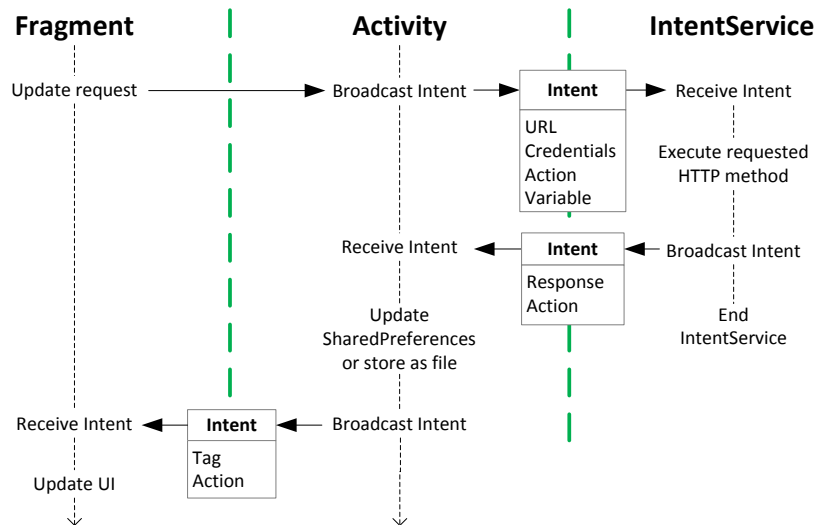 Fragment
Activity
IntentService
Update request
Broadcast Intent
Intent
Receive Intent
URL
Credentials
Action
Variable
Execute requested
HTTP method
Receive Intent
Intent
Broadcast Intent
Response
Action
Update
SharedPreferences
or store as file
End
IntentService
Receive Intent
Intent
Broadcast Intent
Tag
Action
Update UI